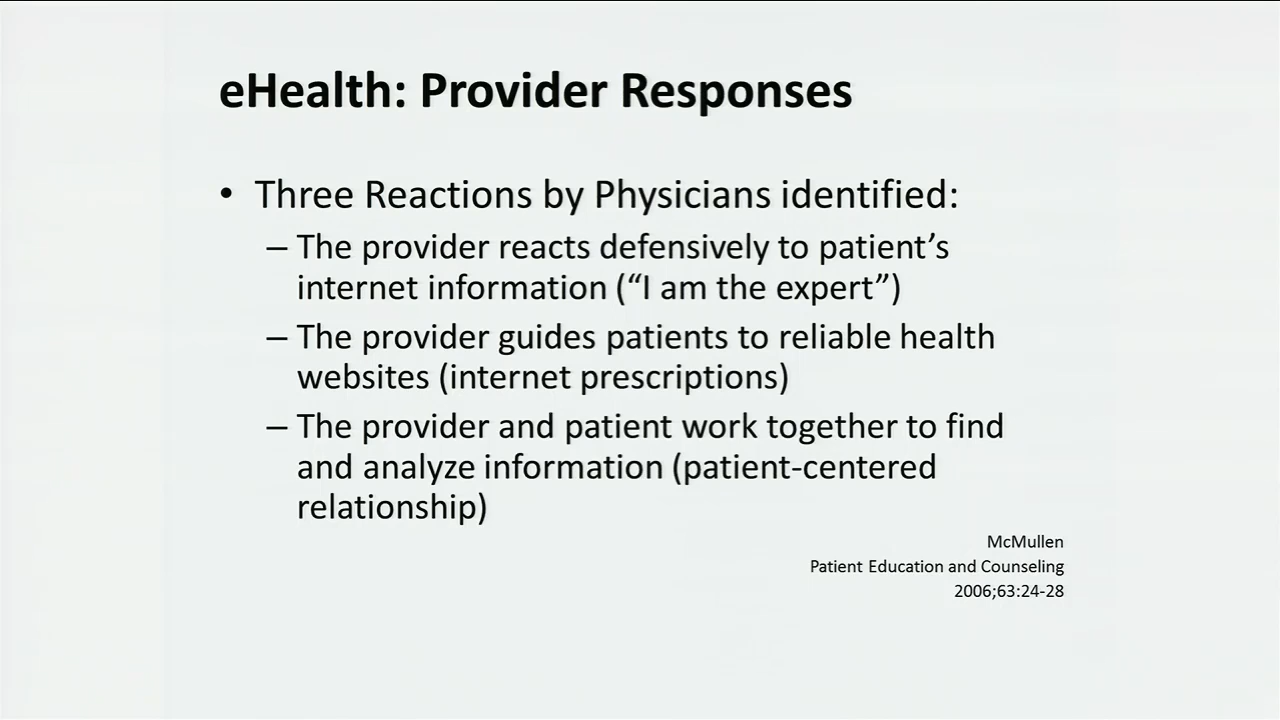 eHealth: Provider Responses
• Three Reactions by Physicians identified:
– The provider reacts defensively to patient’s
internet information (“I am the expert”)
– The provider guides patients to reliable health
websites (internet prescriptions)
– The provider and patient work together to find
and analyze information (patient-centered
relationship)
McMullen
Patient Education and Counseling
2006;63:24-28